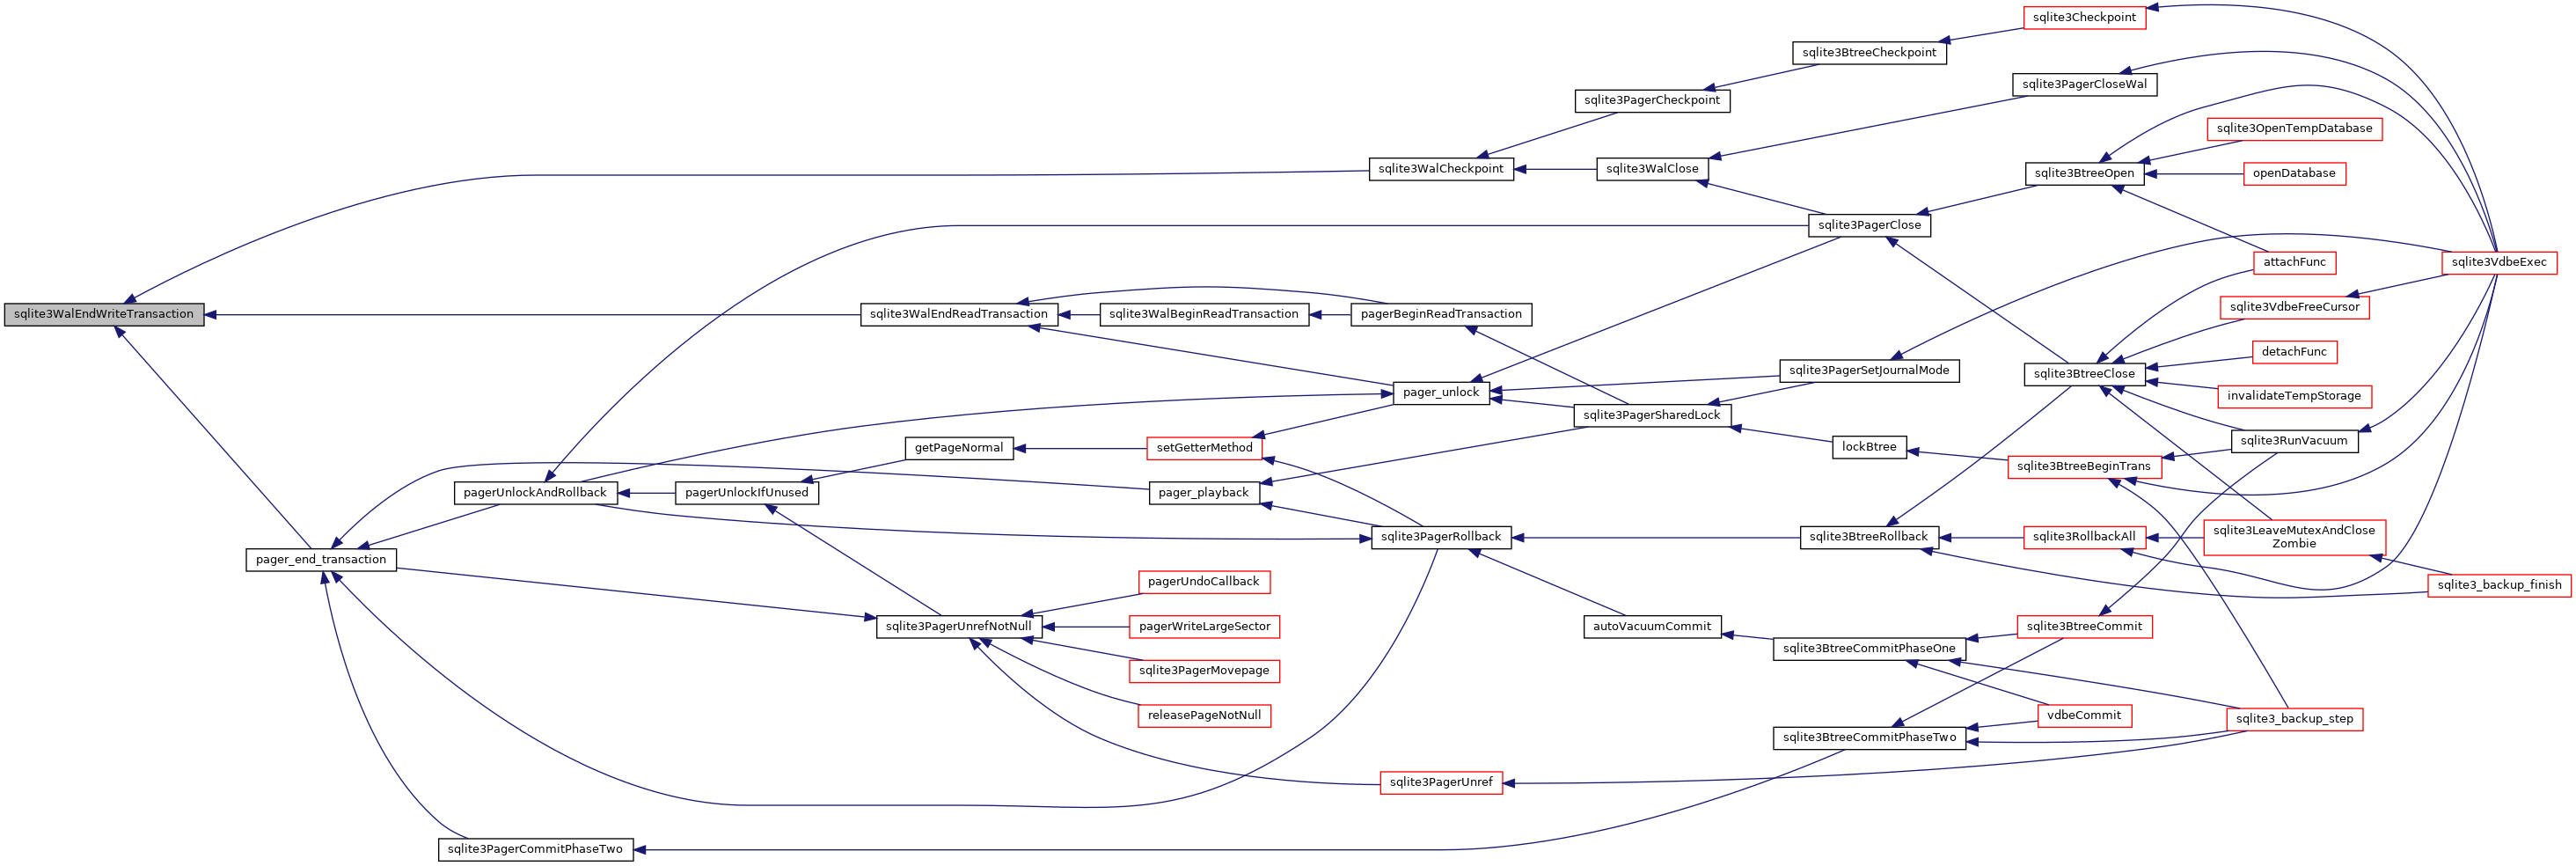 sqlite3Checkpoint
sqlite3BtreeCheckpoint
sqlite3PagerCloseWal
sqlite3PagerCheckpoint
sqlite3OpenTempDatabase
sqlite3WalCheckpoint
sqlite3WalClose
sqlite3BtreeOpen
openDatabase
sqlite3PagerClose
attachFunc
sqlite3VdbeExec
sqlite3WalEndWriteTransaction
sqlite3WalEndReadTransaction
sqlite3WalBeginReadTransaction
pagerBeginReadTransaction
sqlite3VdbeFreeCursor
detachFunc
sqlite3PagerSetJournalMode
sqlite3BtreeClose
pager_unlock
invalidateTempStorage
sqlite3PagerSharedLock
getPageNormal
setGetterMethod
lockBtree
sqlite3RunVacuum
sqlite3BtreeBeginTrans
pagerUnlockAndRollback
pagerUnlockIfUnused
pager_playback
sqlite3PagerRollback
sqlite3BtreeRollback
sqlite3RollbackAll
sqlite3LeaveMutexAndClose
Zombie
pager_end_transaction
pagerUndoCallback
sqlite3_backup_finish
sqlite3PagerUnrefNotNull
pagerWriteLargeSector
autoVacuumCommit
sqlite3BtreeCommit
sqlite3BtreeCommitPhaseOne
sqlite3PagerMovepage
releasePageNotNull
vdbeCommit
sqlite3_backup_step
sqlite3BtreeCommitPhaseTwo
sqlite3PagerUnref
sqlite3PagerCommitPhaseTwo